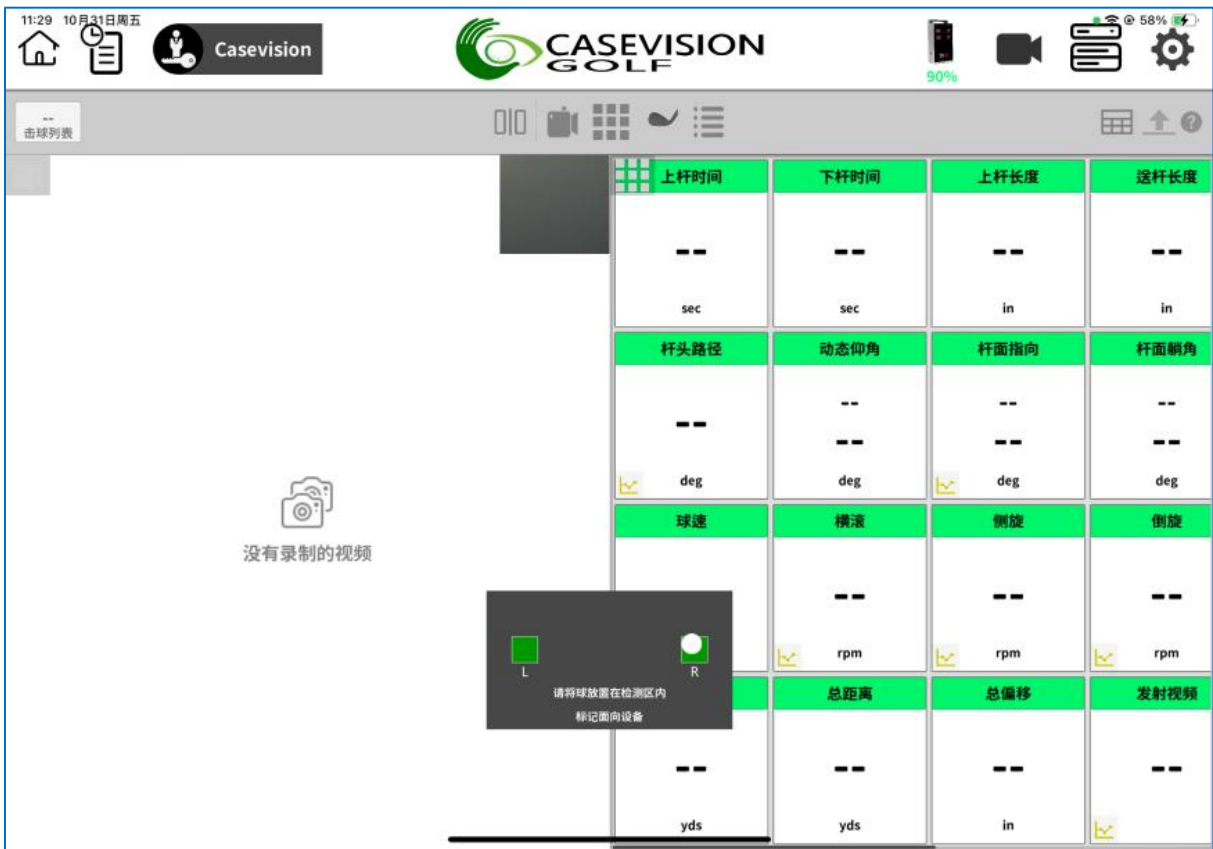 11:29 10月31日周五
58%
Casevision
CASEVISION
GOLF
90%
--
击球列表
上杆时间 下杆时间 上杆长度 送杆长度
-- -- -- --
sec sec in in
杆头路径 动态仰角 杆面指向 杆面躺角
-- -- --
-- -- -- --
deg deg deg deg
没有录制的视频
球速 横滚 侧旋 倒旋
-- -- --
rpm rpm rpm
L R
请将球放置在检测区内
标记面向设备
总距离 总偏移 发射视频
-- -- -- --
yds yds in